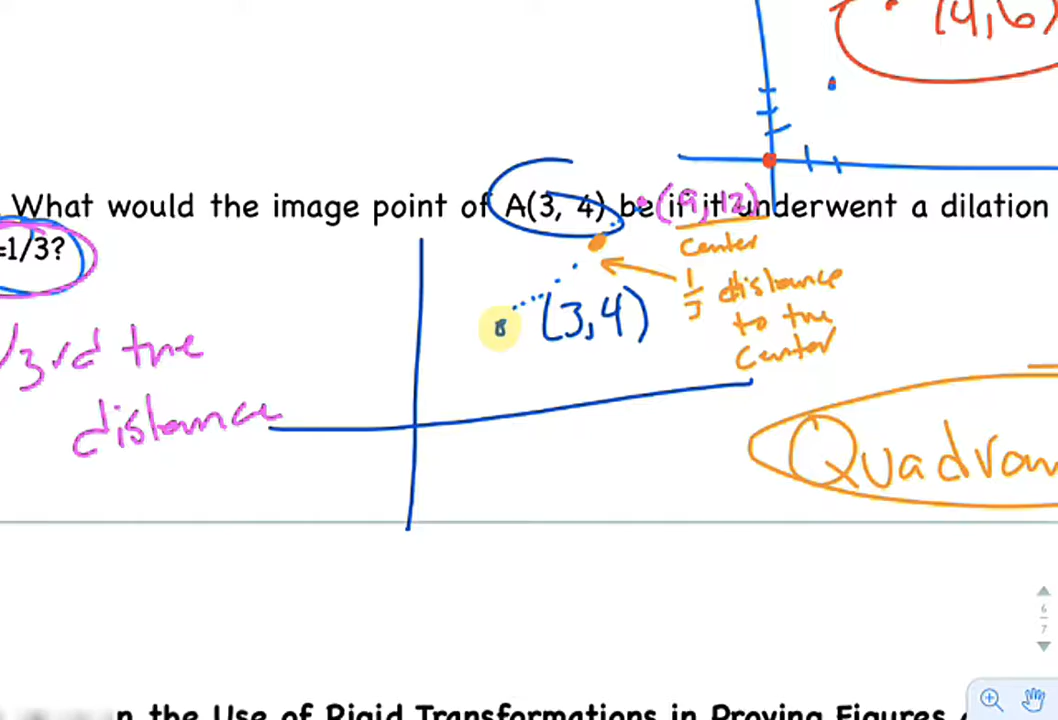 (4,6)
What would the image point of A(3, 4) be if it underwent a dilation
(9,12)
=1/3?
center
1/3 distance
to the
center
(3,4)
1/3rd the
distance
Quadran
6
7
n the Use of Rigid Transformations in Proving Figures